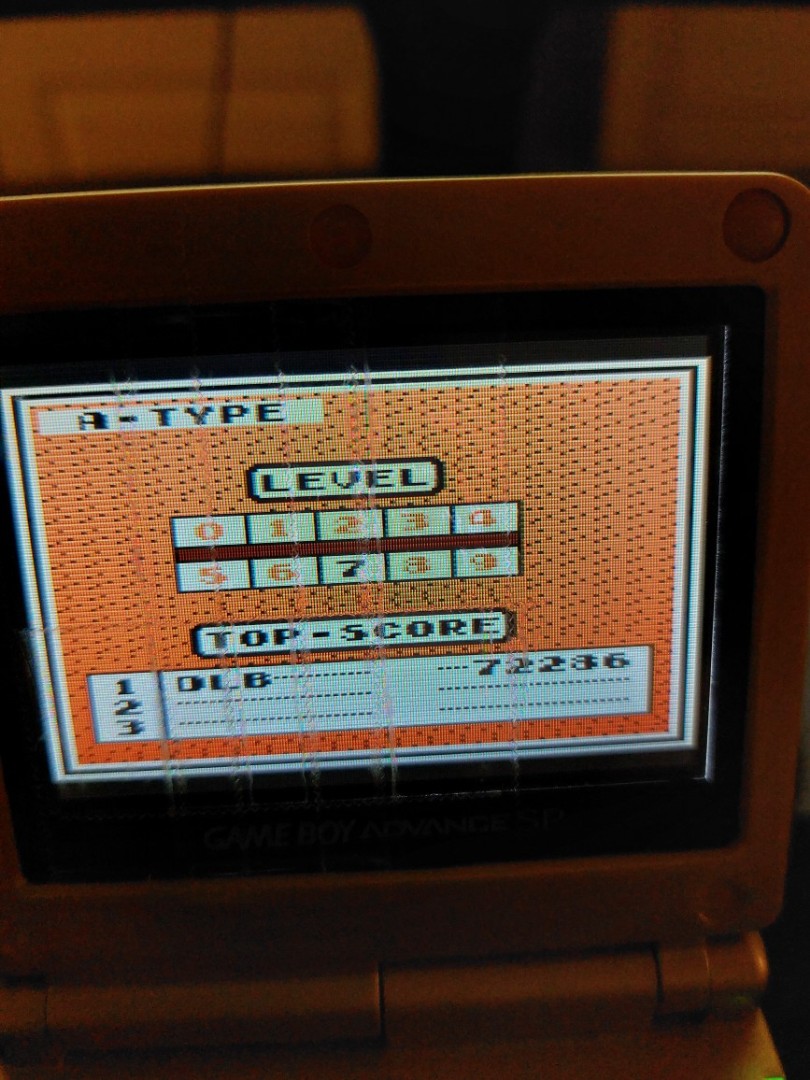 A-TYPE
LEVEL
0 1 2 3 4
5 6 7 8 9
TOP-SCORE
1 DLB 72286
2
3
GAME BOY ADVANCE SP